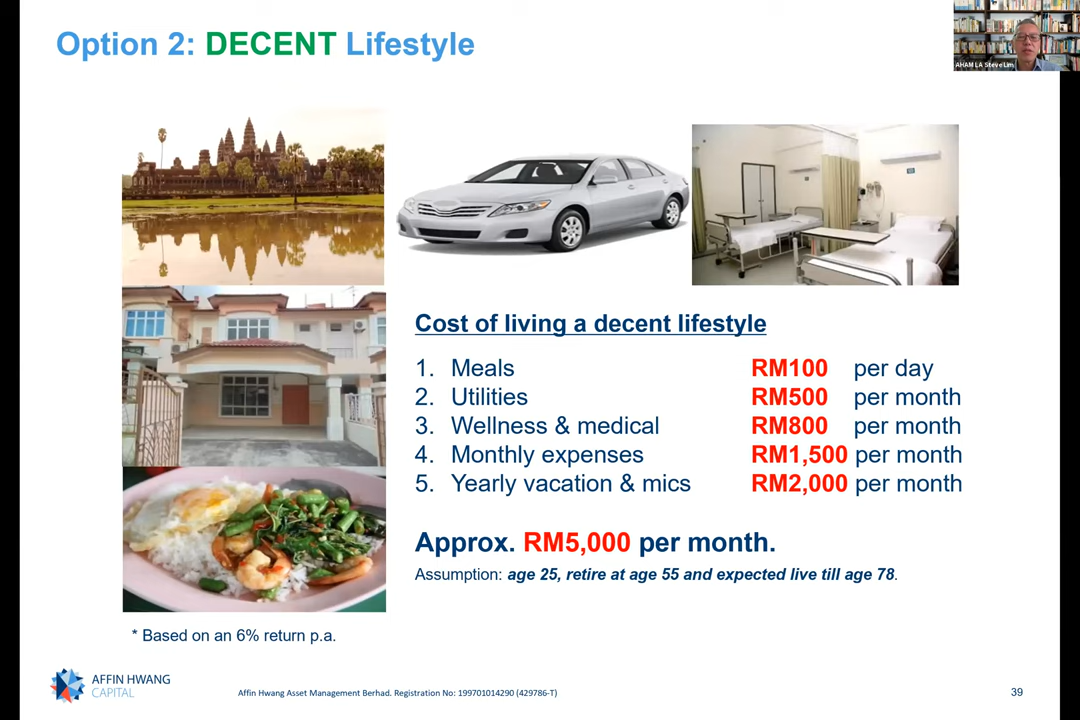 Option 2: DECENT Lifestyle
AHAM LA Steve Lim
Cost of living a decent lifestyle
1. Meals RM100 per day
2. Utilities RM500 per month
3. Wellness & medical RM800 per month
4. Monthly expenses RM1,500 per month
5. Yearly vacation & mics RM2,000 per month
Approx. RM5,000 per month.
Assumption: age 25, retire at age 55 and expected live till age 78.
* Based on an 6% return p.a.
AFFIN HWANG
CAPITAL
Affin Hwang Asset Management Berhad. Registration No: 199701014290 (429786-T)
39